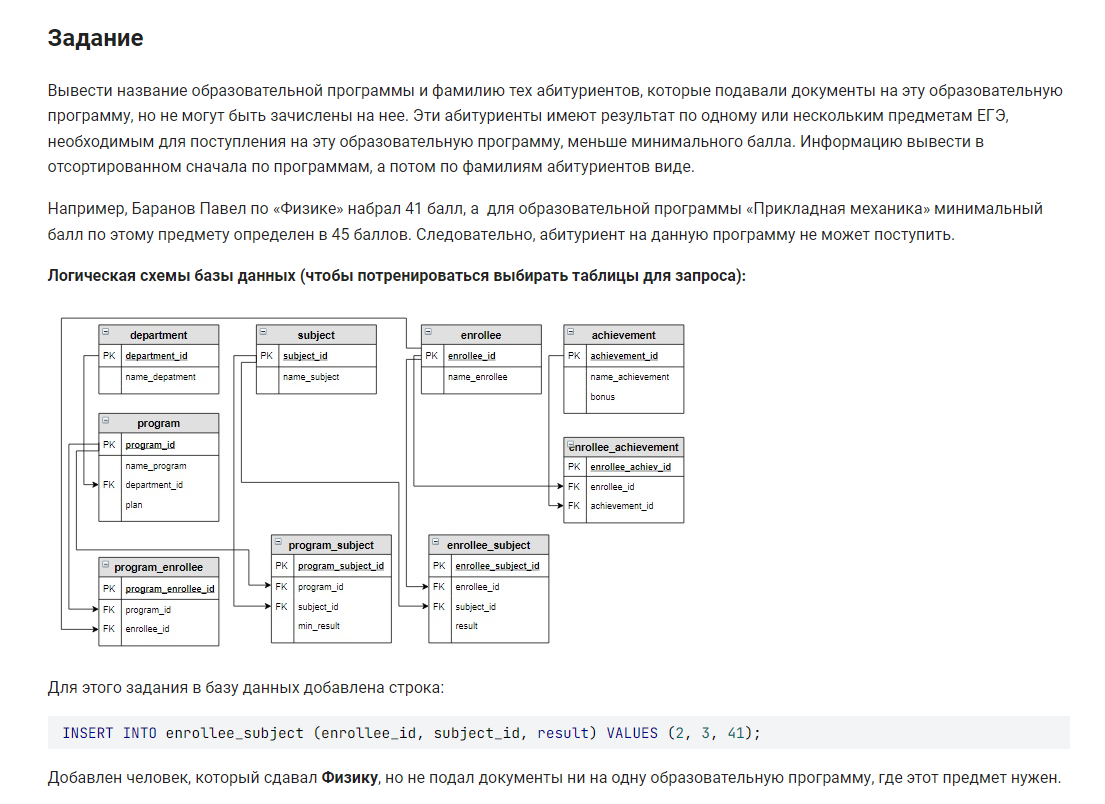 Задание
Вывести название образовательной программы и фамилию тех абитуриентов, которые подавали документы на эту образовательную
программу, но не могут быть зачислены на нее. Эти абитуриенты имеют результат по одному или нескольким предметам ЕГЭ,
необходимым для поступления на эту образовательную программу, меньше минимального балла. Информацию вывести в
отсортированном сначала по программам, а потом по фамилиям абитуриентов виде.
Например, Баранов Павел по «Физике» набрал 41 балл, а для образовательной программы «Прикладная механика» минимальный
балл по этому предмету определен в 45 баллов. Следовательно, абитуриент на данную программу не может поступить.
Логическая схемы базы данных (чтобы потренироваться выбирать таблицы для запроса):
department
PK department_id
name_depatment
subject
PK subject_id
name_subject
enrollee
PK enrollee_id
name_enrollee
achievement
PK achievement_id
name_achievement
bonus
program
PK program_id
name_program
FK department_id
plan
enrollee_achievement
PK enrollee_achiev_id
FK enrollee_id
FK achievement_id
program_enrollee
PK program_enrollee_id
FK program_id
FK enrollee_id
program_subject
PK program_subject_id
FK program_id
FK subject_id
min_result
enrollee_subject
PK enrollee_subject_id
FK enrollee_id
FK subject_id
result
Для этого задания в базу данных добавлена строка:
INSERT INTO enrollee_subject (enrollee_id, subject_id, result) VALUES (2, 3, 41);
Добавлен человек, который сдавал Физику, но не подал документы ни на одну образовательную программу, где этот предмет нужен.